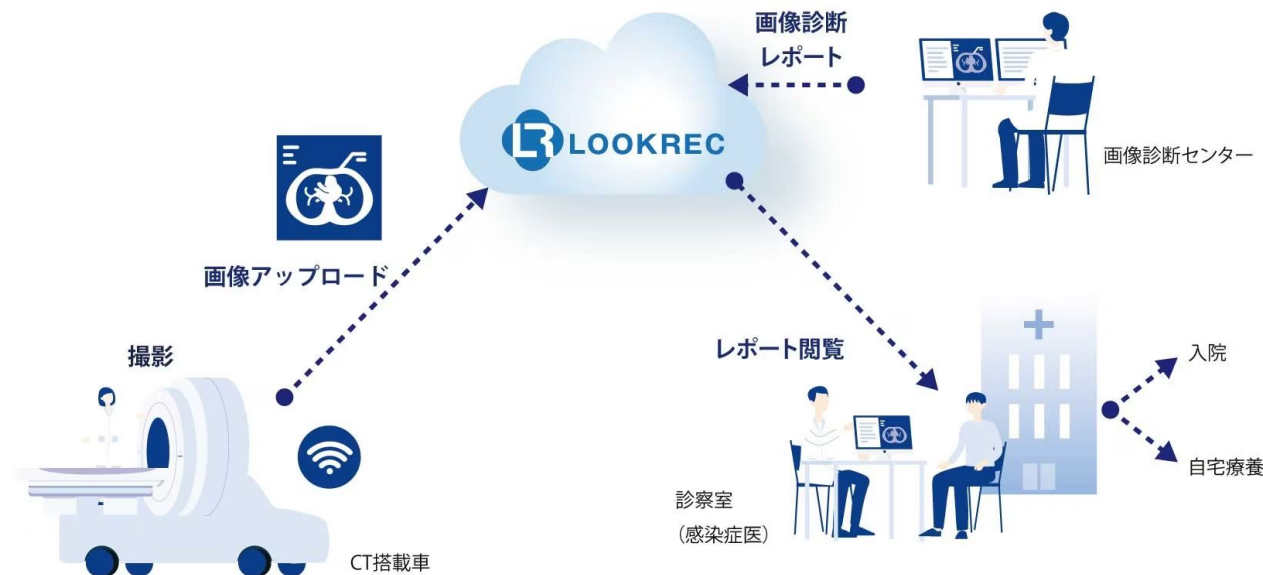 画像診断
レポート
LR LOOKREC
画像診断センター
画像アップロード
撮影
レポート閲覧
入院
自宅療養
診察室
（感染症医）
CT搭載車